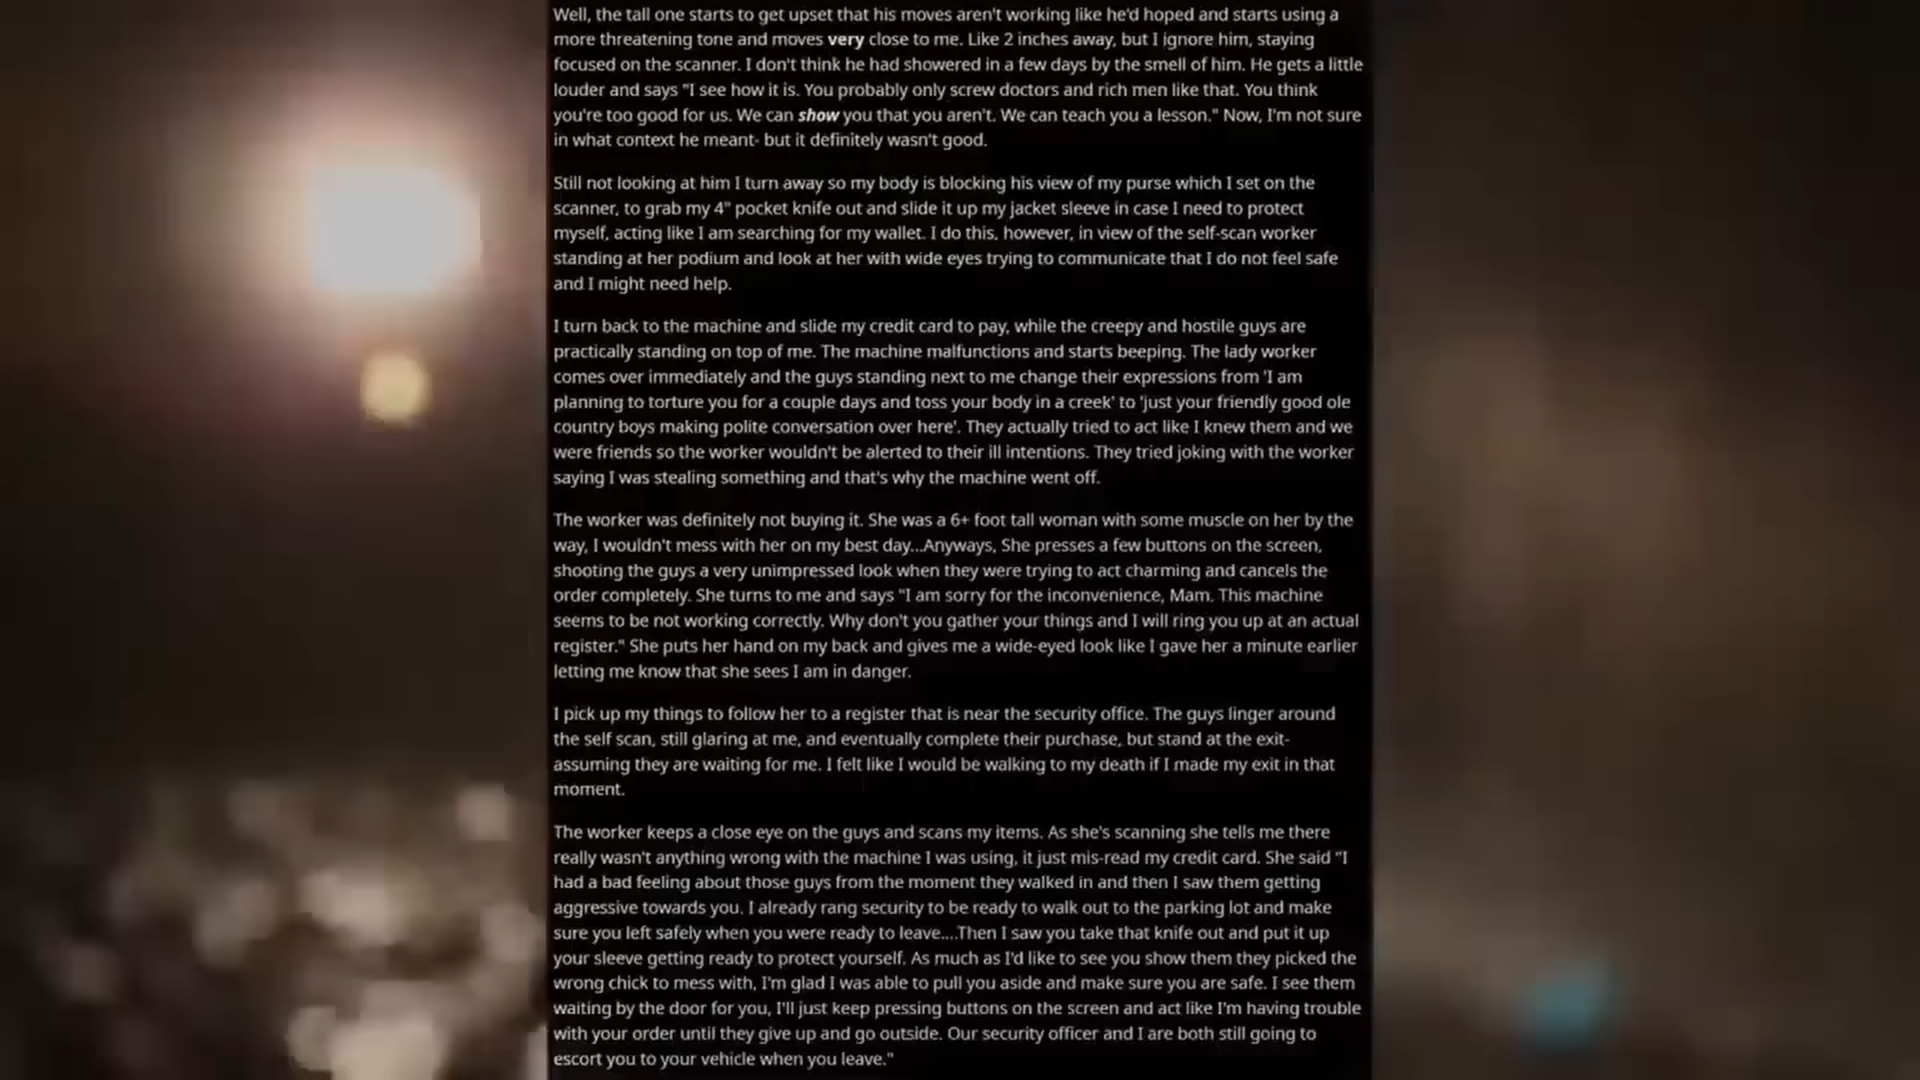 Well, the tall one starts to get upset that his moves aren't working like he'd hoped and starts using a
more threatening tone and moves very close to me. Like 2 inches away, but I ignore him, staying
focused on the scanner. I don't think he had showered in a few days by the smell of him. He gets a little
louder and says "I see how it is. You probably only screw doctors and rich men like that. You think
you're too good for us. We can show you that you aren't. We can teach you a lesson." Now, I'm not sure
in what context he meant- but it definitely wasn't good.
Still not looking at him I turn away so my body is blocking his view of my purse which I set on the
scanner, to grab my 4" pocket knife out and slide it up my jacket sleeve in case I need to protect
myself, acting like I am searching for my wallet. I do this, however, in view of the self-scan worker
standing at her podium and look at her with wide eyes trying to communicate that I do not feel safe
and I might need help.
I turn back to the machine and slide my credit card to pay, while the creepy and hostile guys are
practically standing on top of me. The machine malfunctions and starts beeping. The lady worker
comes over immediately and the guys standing next to me change their expressions from 'I am
planning to torture you for a couple days and toss your body in a creek' to 'just your friendly good ole
country boys making polite conversation over here'. They actually tried to act like I knew them and we
were friends so the worker wouldn't be alerted to their ill intentions. They tried joking with the worker
saying I was stealing something and that's why the machine went off.
The worker was definitely not buying it. She was a 6+ foot tall woman with some muscle on her by the
way, I wouldn't mess with her on my best day...Anyways, She presses a few buttons on the screen,
shooting the guys a very unimpressed look when they were trying to act charming and cancels the
order completely. She turns to me and says "I am sorry for the inconvenience, Mam. This machine
seems to be not working correctly. Why don't you gather your things and I will ring you up at an actual
register." She puts her hand on my back and gives me a wide-eyed look like I gave her a minute earlier
letting me know that she sees I am in danger.
I pick up my things to follow her to a register that is near the security office. The guys linger around
the self scan, still glaring at me, and eventually complete their purchase, but stand at the exit-
assuming they are waiting for me. I felt like I would be walking to my death if I made my exit in that
moment.
The worker keeps a close eye on the guys and scans my items. As she's scanning she tells me there
really wasn't anything wrong with the machine I was using, it just mis-read my credit card. She said "I
had a bad feeling about those guys from the moment they walked in and then I saw them getting
aggressive towards you. I already rang security to be ready to walk out to the parking lot and make
sure you left safely when you were ready to leave....Then I saw you take that knife out and put it up
your sleeve getting ready to protect yourself. As much as I'd like to see you show them they picked the
wrong chick to mess with, I'm glad I was able to pull you aside and make sure you are safe. I see them
waiting by the door for you, I'll just keep pressing buttons on the screen and act like I'm having trouble
with your order until they give up and go outside. Our security officer and I are both still going to
escort you to your vehicle when you leave."